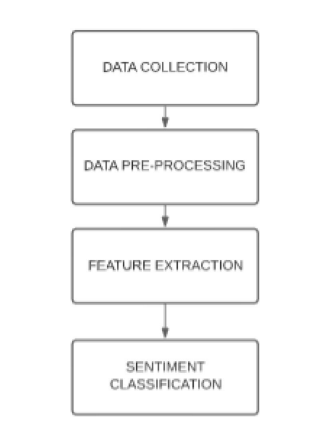 DATA COLLECTION
DATA PRE-PROCESSING
FEATURE EXTRACTION
SENTIMENT
CLASSIFICATION